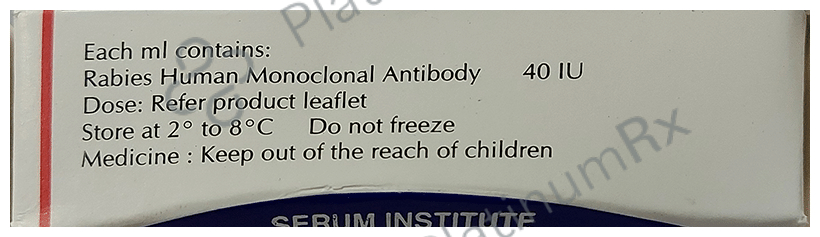 Each ml contains:
Rabies Human Monoclonal Antibody 40 IU
Dose: Refer product leaflet
Store at 2° to 8°C Do not freeze
Medicine : Keep out of the reach of children
SERUM INSTITUTE
PlatinumRx